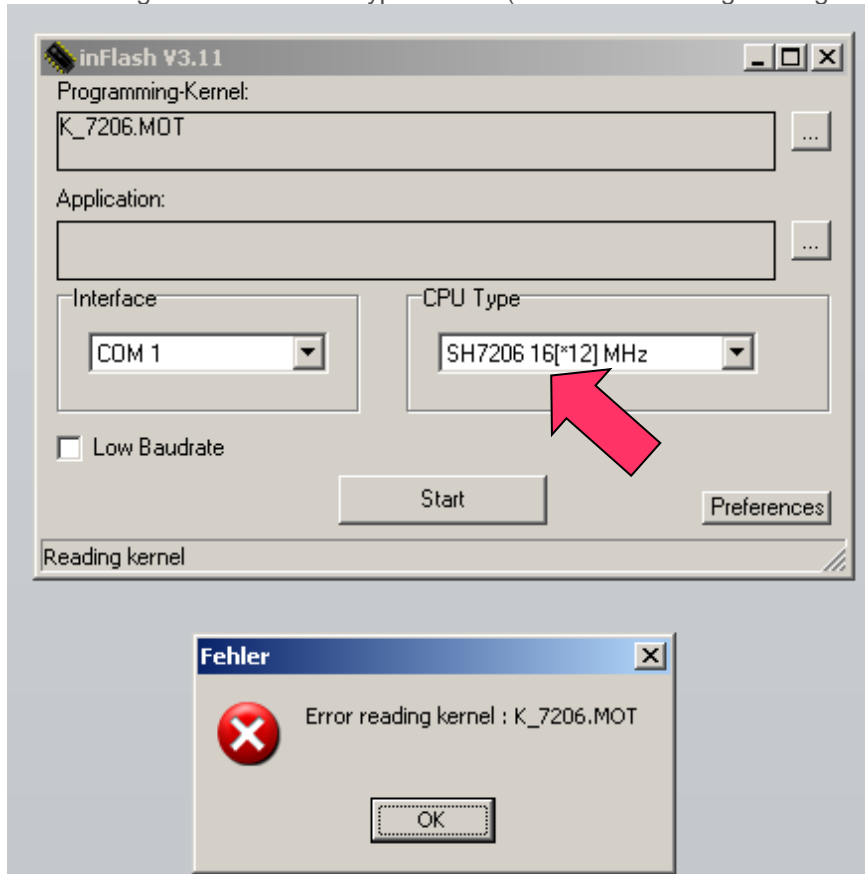 inFlash V3.11
Programming-Kernel:
K_7206.MOT
...
Application:
...
Interface
CPU Type
COM 1
SH7206 16[*12] MHz
Low Baudrate
Start
Preferences
Reading kernel
Fehler
Error reading kernel : K_7206.MOT
OK